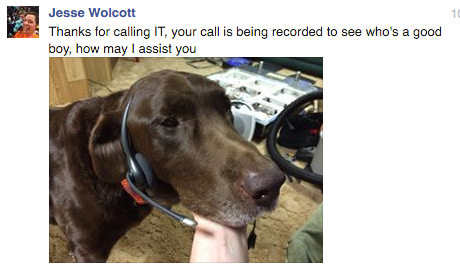 Jesse Wolcott
10
Thanks for calling IT, your call is being recorded to see who's a good
boy, how may I assist you